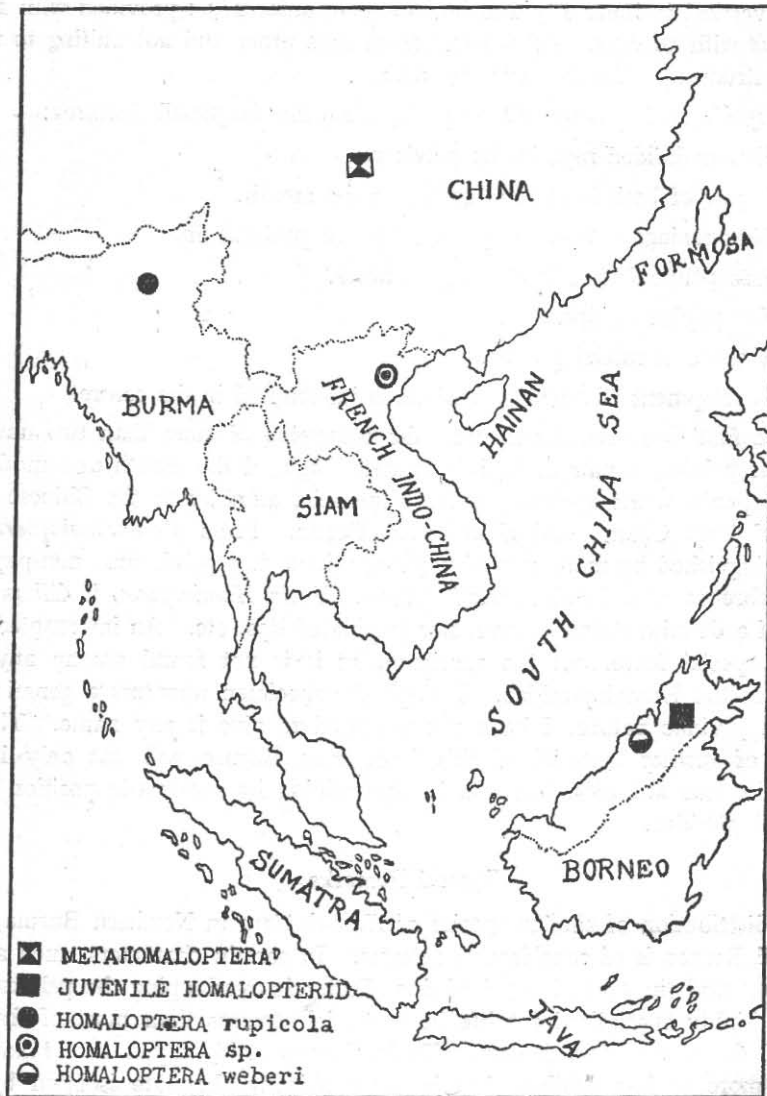 CHINA
FORMOSA
BURMA
FRENCH INDO-CHINA
HAINAN
SIAM
SOUTH CHINA SEA
BORNEO
SUMATRA
JAVA
METAHOMALOPTERA
JUVENILE HOMALOPTERID
HOMALOPTERA rupicola
HOMALOPTERA sp.
HOMALOPTERA weberi